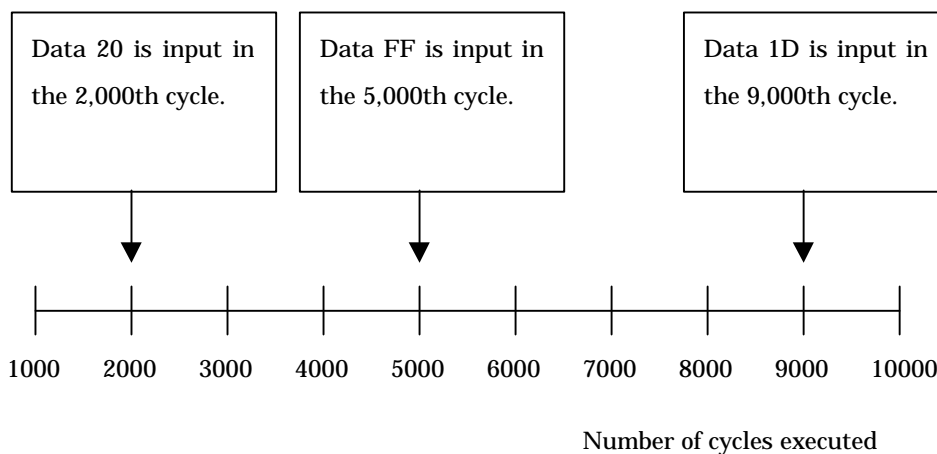 Data 20 is input in
the 2,000th cycle.
Data FF is input in
the 5,000th cycle.
Data 1D is input in
the 9,000th cycle.
1000 2000 3000 4000 5000 6000 7000 8000 9000 10000
Number of cycles executed